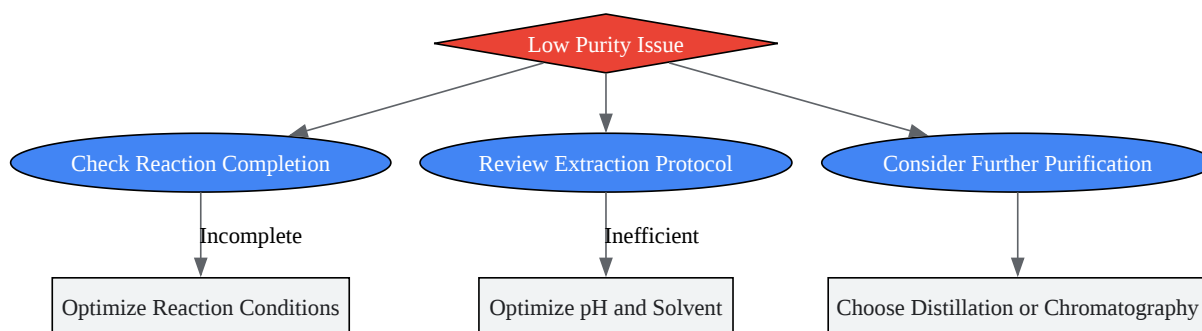 Low Purity Issue
Check Reaction Completion
Review Extraction Protocol
Consider Further Purification
Incomplete
Inefficient
Optimize Reaction Conditions
Optimize pH and Solvent
Choose Distillation or Chromatography